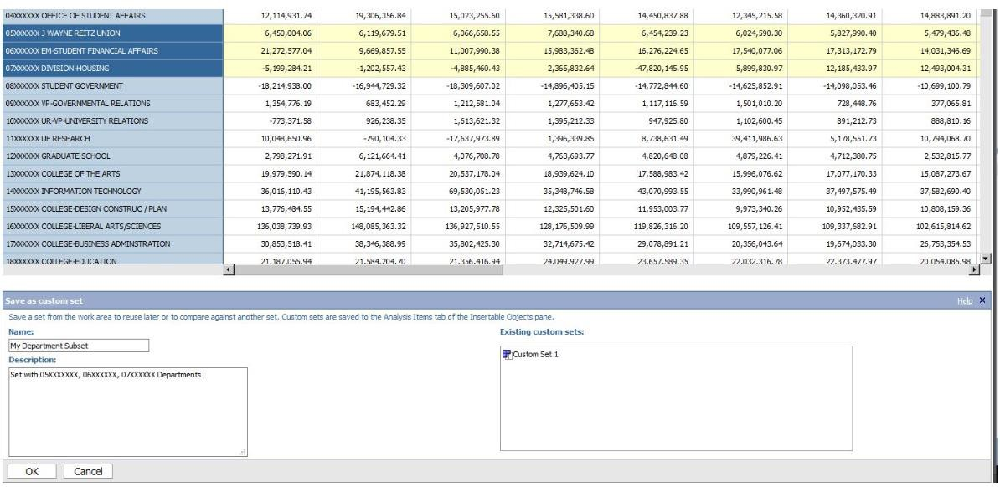 04XXXXXX OFFICE OF STUDENT AFFAIRS 12,114,931.74 19,306,356.84 15,023,255.60 15,581,338.60 14,450,837.88 12,345,215.58 14,360,320.91 14,883,891.20
05XXXXXX J WAYNE REITZ UNION 6,450,004.06 6,119,679.51 6,066,658.55 7,688,340.68 6,454,239.23 6,024,590.30 5,827,990.40 5,479,436.48
06XXXXXX EM-STUDENT FINANCIAL AFFAIRS 21,272,577.04 9,669,857.55 11,007,990.38 15,983,362.48 16,276,224.65 17,540,077.06 17,313,172.79 14,031,346.69
07XXXXXX DIVISION-HOUSING -5,199,284.21 -1,202,557.43 -4,885,460.43 2,365,832.64 -47,820,145.95 5,899,830.97 12,185,433.97 12,493,004.31
08XXXXXX STUDENT GOVERNMENT -18,214,938.00 -16,944,729.32 -18,309,607.02 -14,896,405.15 -14,772,844.60 -14,625,852.91 -14,098,053.46 -10,699,100.79
09XXXXXX VP-GOVERNMENTAL RELATIONS 1,354,776.19 683,452.29 1,212,581.04 1,277,653.42 1,117,116.59 1,501,010.20 728,448.76 377,065.81
10XXXXXX UR-VP-UNIVERSITY RELATIONS -773,371.58 926,238.35 1,613,621.32 1,395,212.33 947,925.80 1,102,600.45 891,212.73 888,810.16
11XXXXXX UF RESEARCH 10,048,650.96 -790,104.33 -17,637,973.89 1,396,339.85 8,738,631.49 39,411,986.63 5,178,551.73 10,794,068.70
12XXXXXX GRADUATE SCHOOL 2,798,271.91 6,121,664.41 4,076,708.78 4,763,693.77 4,820,648.08 4,879,226.41 4,712,380.75 2,532,815.77
13XXXXXX COLLEGE OF THE ARTS 19,979,590.14 21,874,118.38 20,537,178.04 18,939,624.10 17,588,983.42 15,996,076.62 17,077,170.33 15,087,273.67
14XXXXXX INFORMATION TECHNOLOGY 36,016,110.43 41,195,563.83 69,530,051.23 35,348,746.58 43,070,993.55 33,990,961.48 37,497,575.49 37,582,690.40
15XXXXXX COLLEGE-DESIGN CONSTRUC / PLAN 13,776,484.55 15,194,442.86 13,205,977.78 12,325,501.60 11,953,003.77 9,973,340.26 10,952,435.59 10,808,159.36
16XXXXXX COLLEGE-LIBERAL ARTS/SCIENCES 136,038,739.93 148,085,363.32 136,927,510.55 128,176,509.99 119,826,316.20 109,557,126.41 109,337,682.91 102,615,814.62
17XXXXXX COLLEGE-BUSINESS ADMINSTRATION 30,853,518.41 38,346,388.99 35,802,425.30 32,714,675.42 29,078,891.21 20,356,043.64 19,674,033.30 26,753,354.53
18XXXXXX COLLEGE-EDUCATION 21,187,055.94 21,584,204.70 21,356,416.94 24,049,927.99 23,657,589.35 22,032,316.78 22,373,477.97 20,054,085.98
Save as custom set Help X
Save a set from the work area to reuse later or to compare against another set. Custom sets are saved to the Analysis Items tab of the Insertable Objects pane.
Name: Existing custom sets:
My Department Subset
Custom Set 1
Description:
Set with 05XXXXXXX, 06XXXXXX, 07XXXXXX Departments
OK Cancel